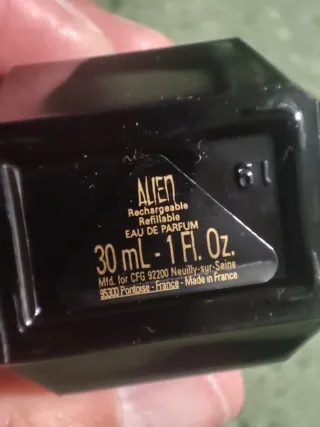 ALIEN
Rechargeable
Refillable
EAU DE PARFUM
30 mL - 1 Fl. Oz.
Mfd. for CFG 92200 Neuilly-sur-Seine
95300 Pontoise - France - Made in France